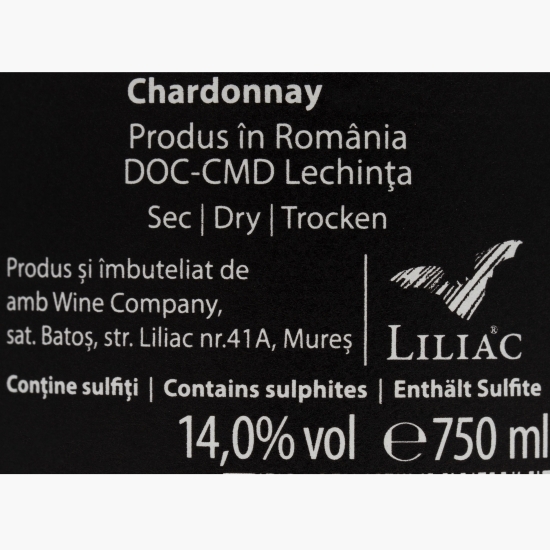 Chardonnay
Produs în România
DOC-CMD Lechința
Sec | Dry | Trocken
Produs și îmbuteliat de
amb Wine Company,
sat. Batoș, str. Liliac nr.41A, Mureș
LILIAC®
Conține sulfiți | Contains sulphites | Enthält Sulfite
14,0% vol ℮ 750 ml